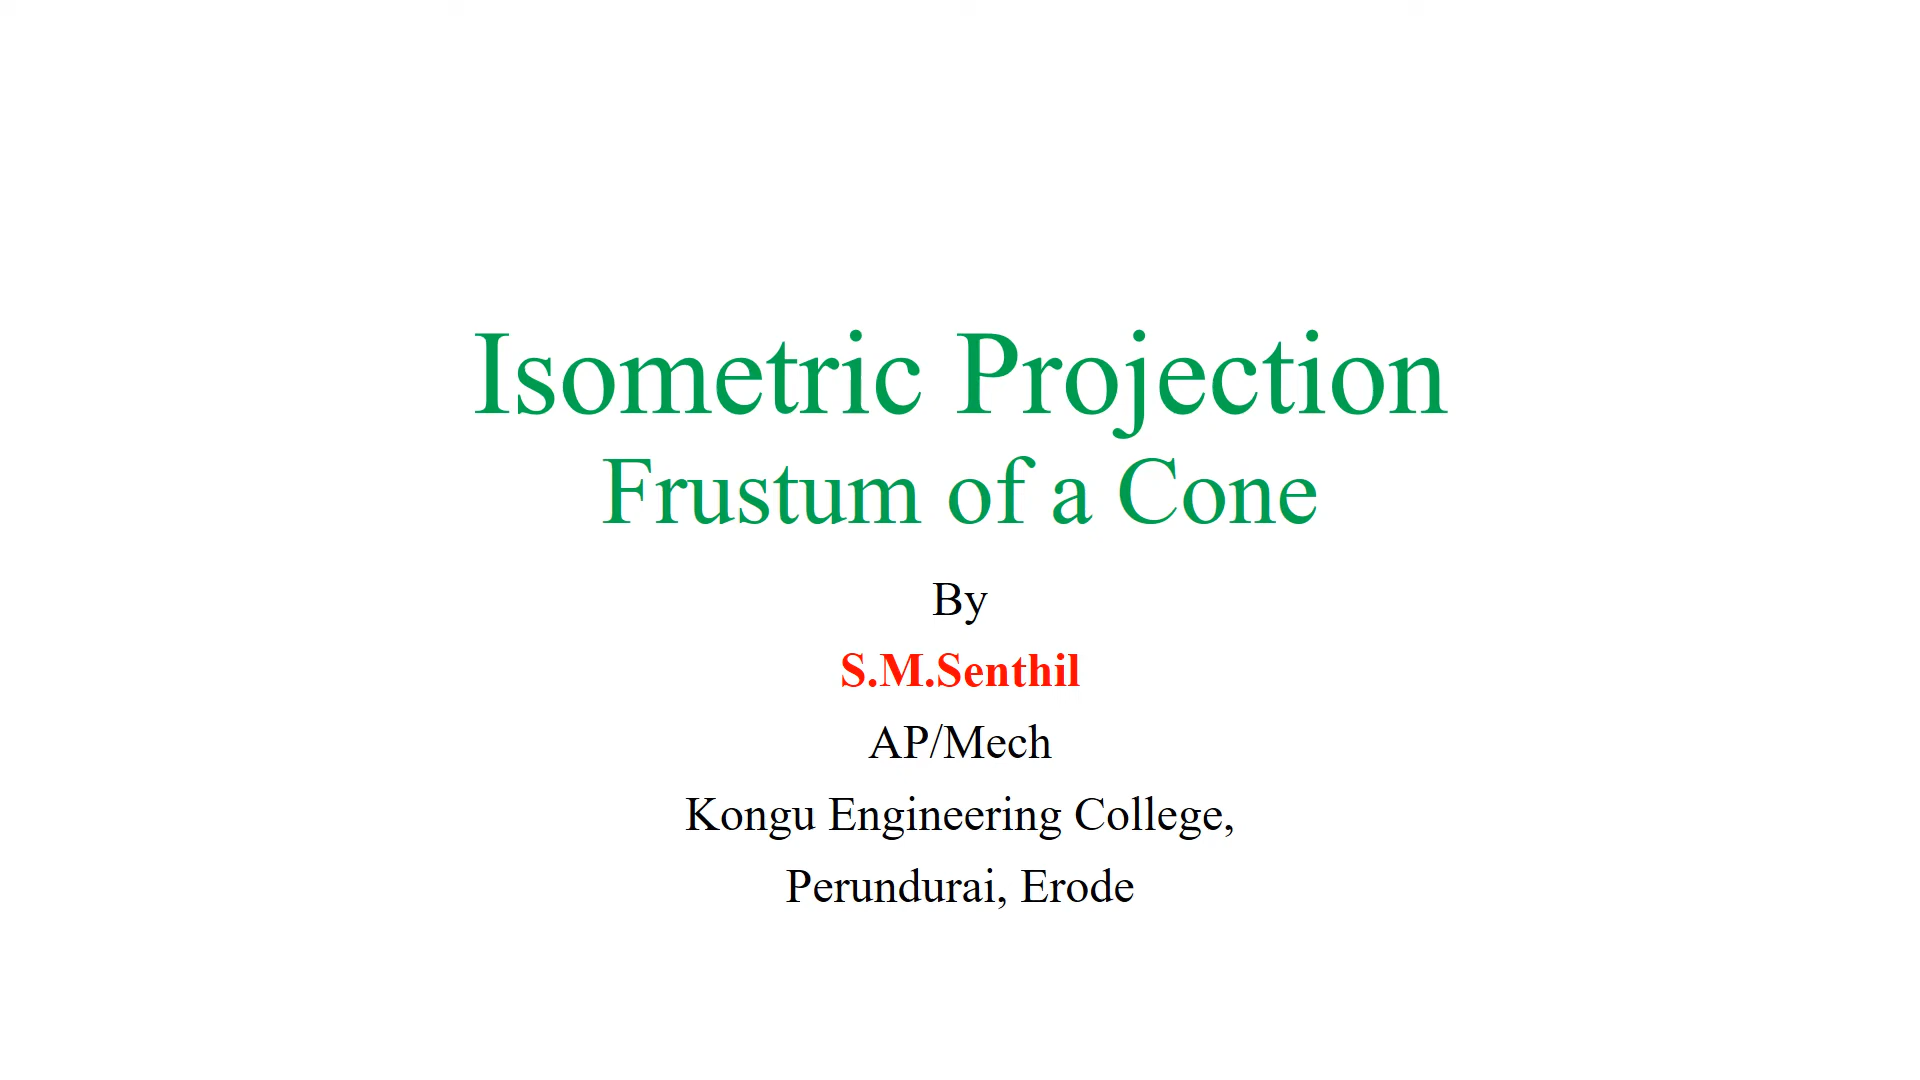 Isometric Projection
Frustum of a Cone
By
S.M.Senthil
AP/Mech
Kongu Engineering College,
Perundurai, Erode